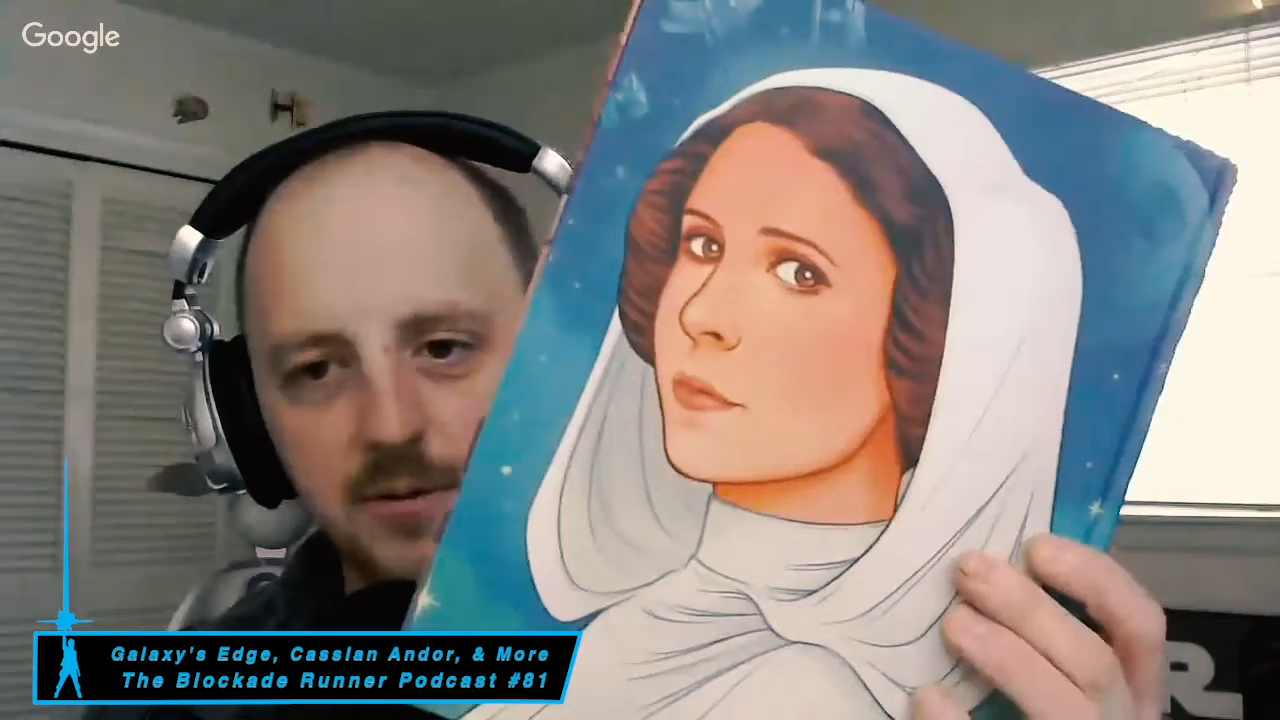 Google
Galaxy's Edge, Cassian Andor, & More
The Blockade Runner Podcast #81
R